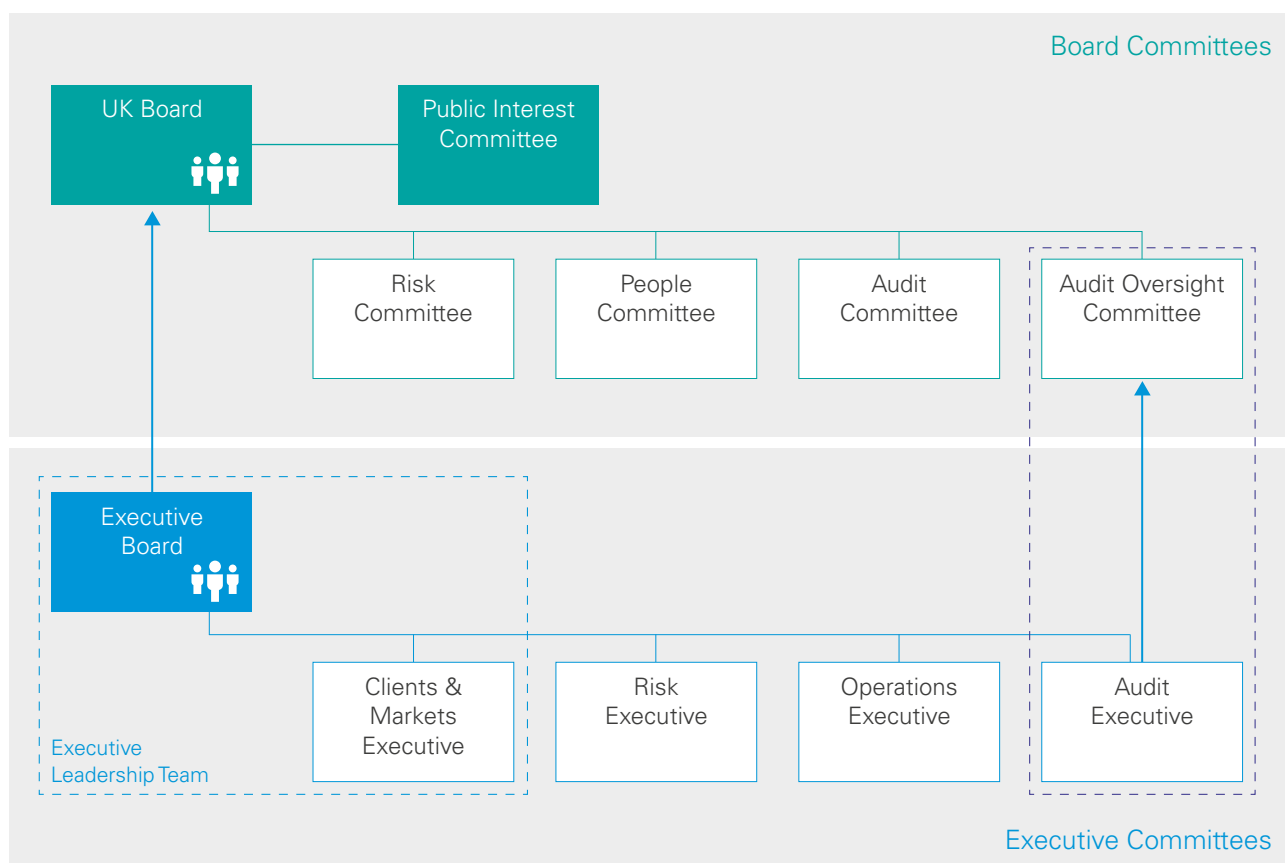 Board Committees
UK Board
Public Interest
Committee
Risk
Committee
People
Committee
Audit
Committee
Audit Oversight
Committee
Executive
Board
Clients &
Markets
Executive
Risk
Executive
Operations
Executive
Audit
Executive
Executive
Leadership Team
Executive Committees